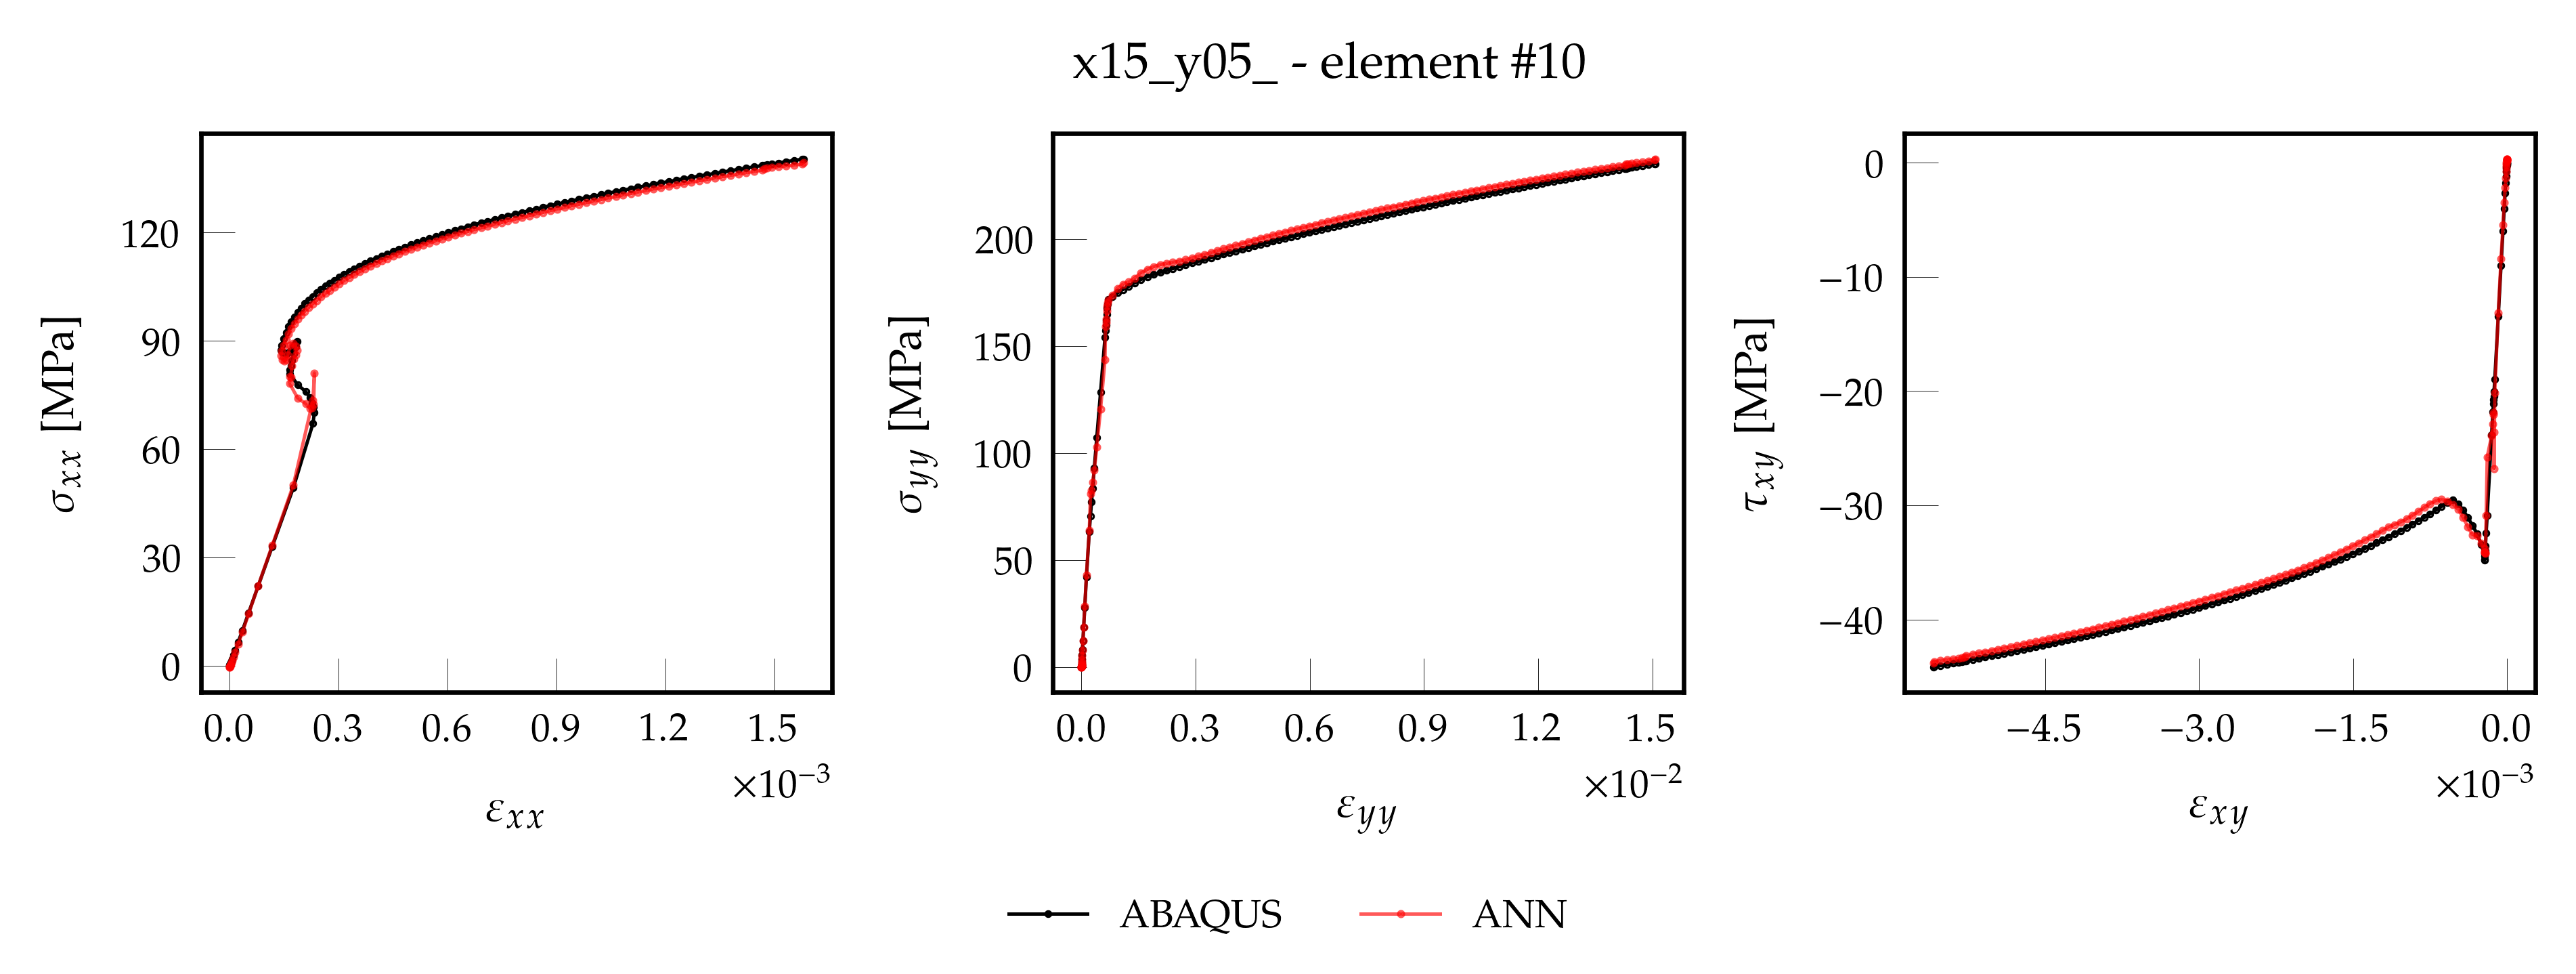 x15_y05_ - element #10
σxx [MPa]
120
90
60
30
0
0.0 0.3 0.6 0.9 1.2 1.5
×10⁻³
εxx
σyy [MPa]
200
150
100
50
0
0.0 0.3 0.6 0.9 1.2 1.5
×10⁻²
εyy
τxy [MPa]
0
−10
−20
−30
−40
−4.5 −3.0 −1.5 0.0
×10⁻³
εxy
ABAQUS ANN